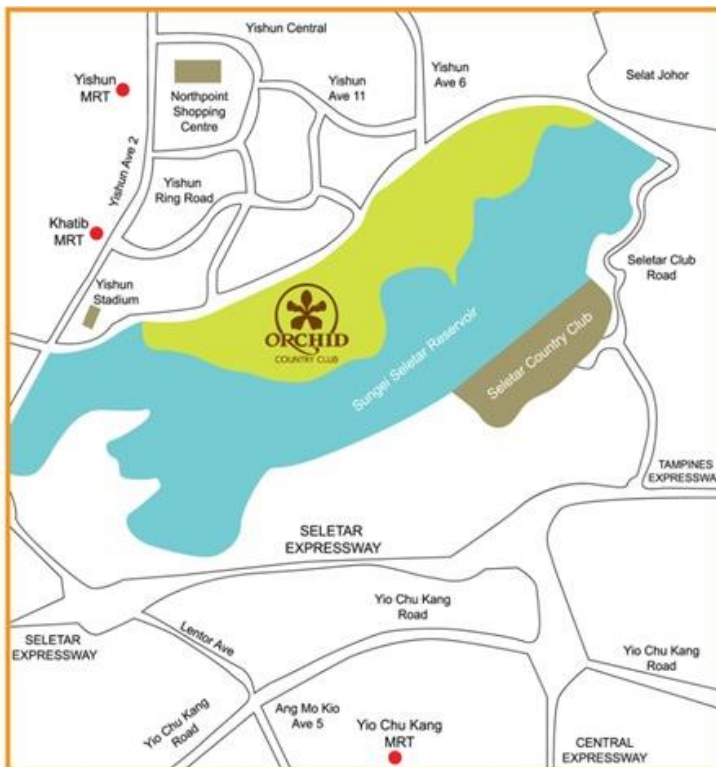 Yishun Central
Yishun
MRT
Northpoint
Shopping
Centre
Yishun
Ave 11
Yishun
Ave 6
Selat Johor
Yishun Ave 2
Yishun
Ring Road
Khatib
MRT
Yishun
Stadium
Seletar Club
Road
ORCHID
COUNTRY CLUB
Sungei Seletar Reservoir
Seletar Country Club
TAMPINES
EXPRESSWAY
SELETAR
EXPRESSWAY
Yio Chu Kang
Road
Lentor Ave
SELETAR
EXPRESSWAY
Yio Chu Kang
Road
Yio Chu Kang
Road
Ang Mo Kio
Ave 5
Yio Chu Kang
MRT
CENTRAL
EXPRESSWAY